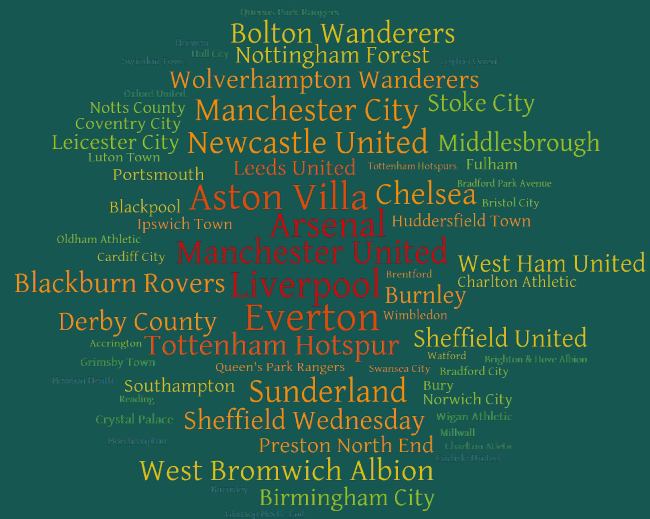 Queens Park Rangers
Bolton Wanderers
Hull City
Nottingham Forest
Swindon Town
Wolverhampton Wanderers
Oxford United
Notts County
Manchester City
Stoke City
Coventry City
Leicester City
Newcastle United
Middlesbrough
Luton Town
Leeds United
Tottenham Hotspurs
Fulham
Portsmouth
Bradford Park Avenue
Aston Villa
Chelsea
Bristol City
Blackpool
Ipswich Town
Arsenal
Huddersfield Town
Oldham Athletic
Manchester United
Cardiff City
West Ham United
Blackburn Rovers
Liverpool
Brentford
Charlton Athletic
Burnley
Derby County
Everton
Wimbledon
Sheffield United
Accrington
Tottenham Hotspur
Watford
Brighton & Hove Albion
Grimsby Town
Queen's Park Rangers
Swansea City
Bradford City
Southampton
Sunderland
Bury
Reading
Norwich City
Crystal Palace
Sheffield Wednesday
Wigan Athletic
Millwall
Preston North End
West Bromwich Albion
Birmingham City